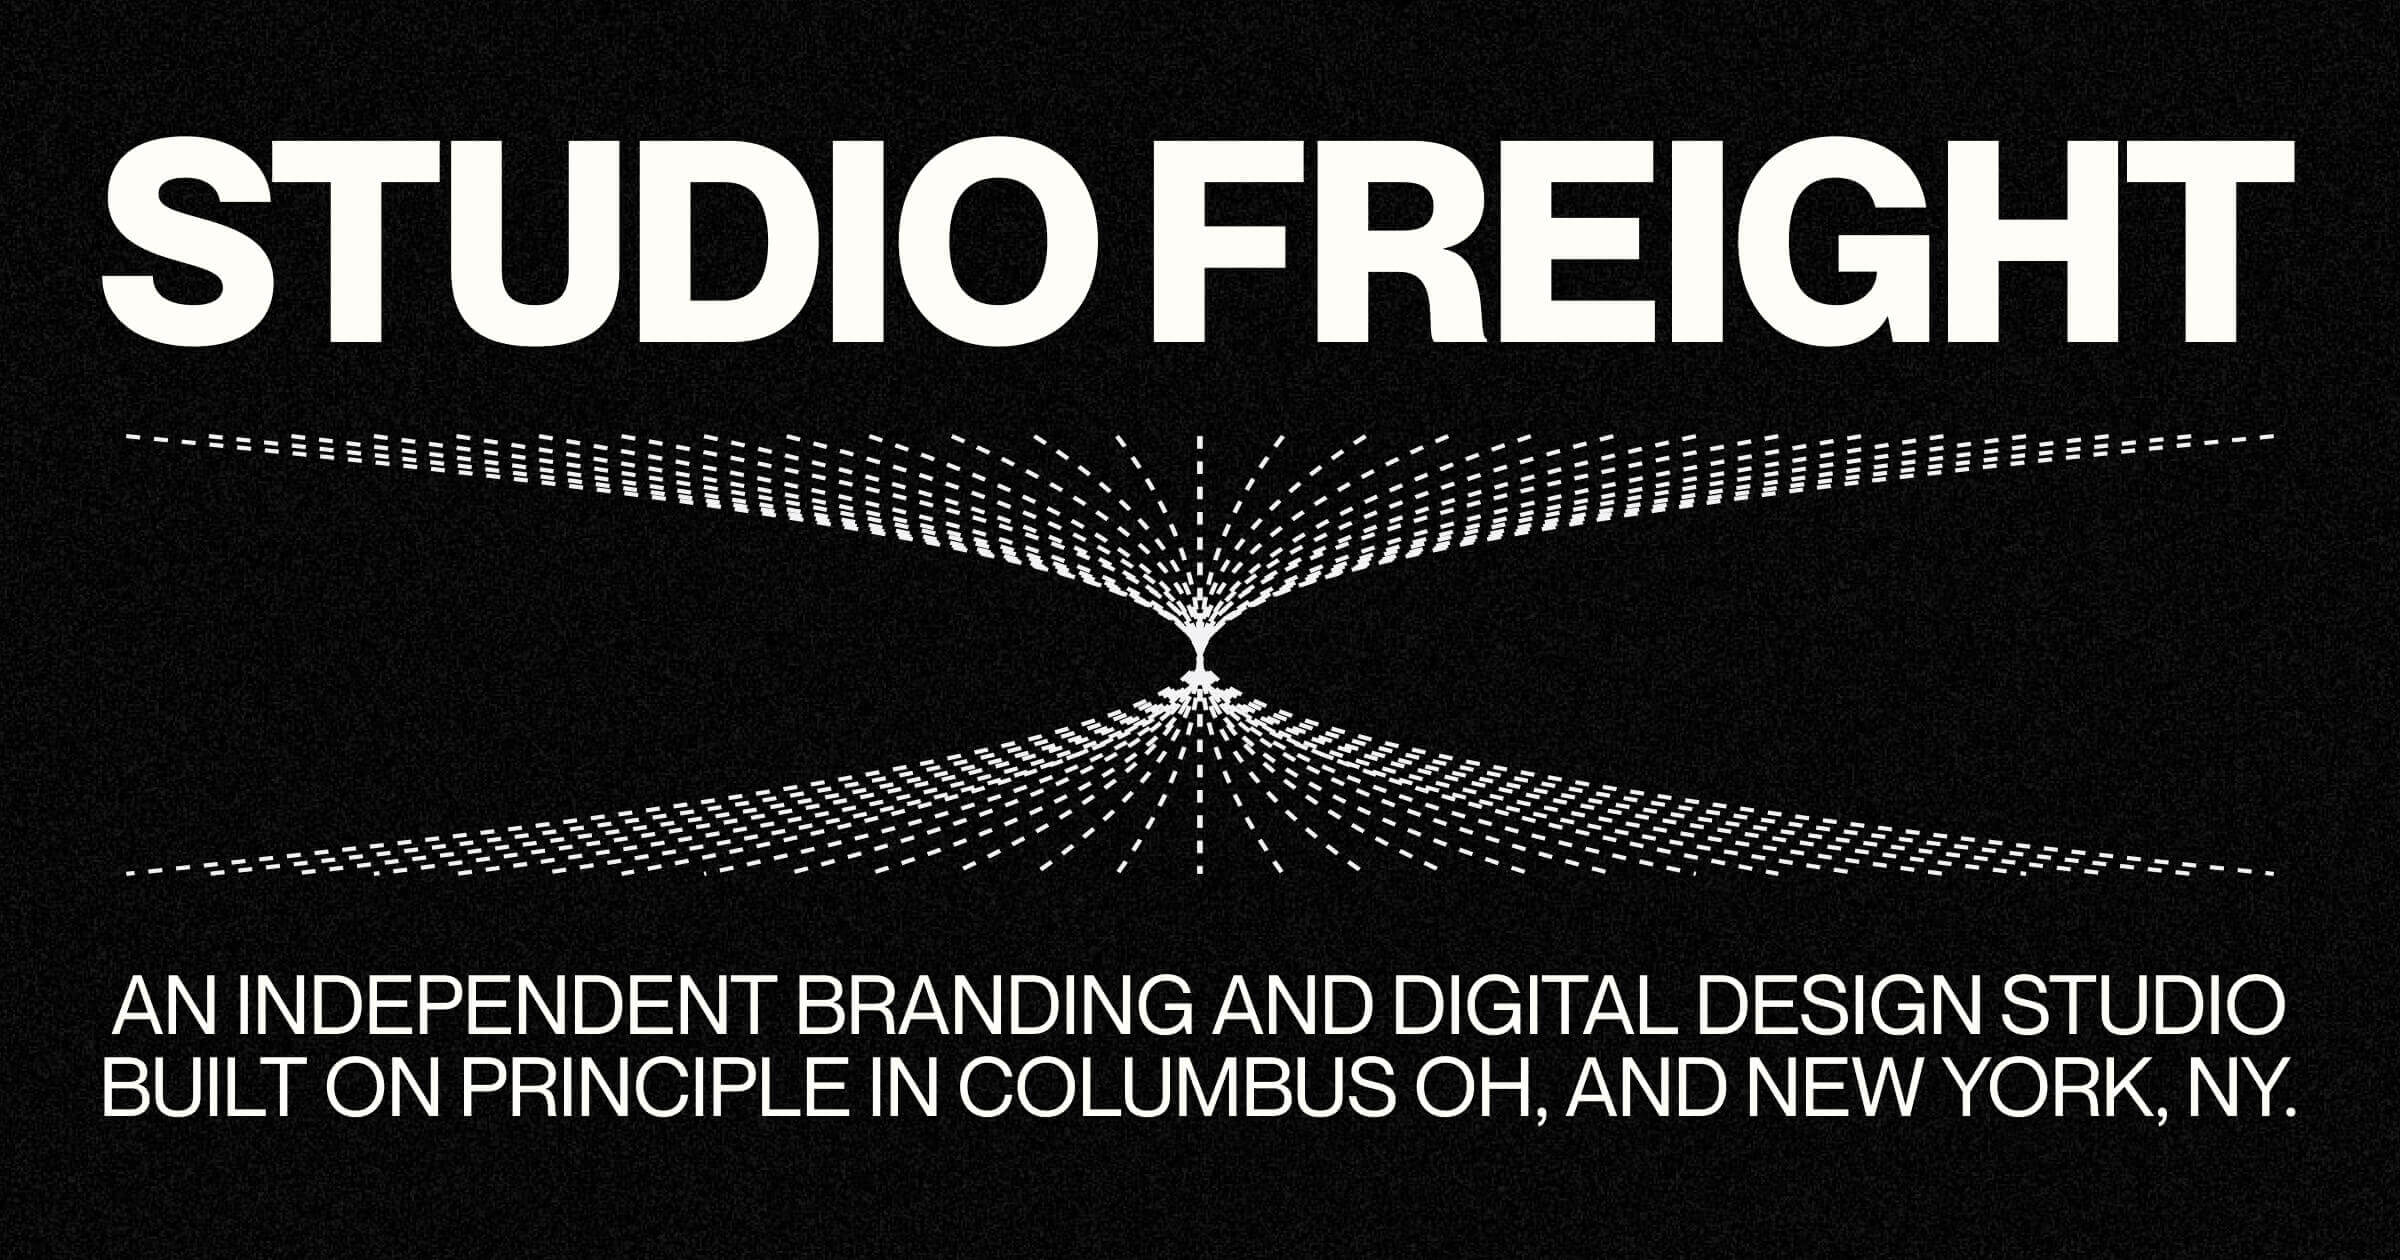 STUDIO FREIGHT
AN INDEPENDENT BRANDING AND DIGITAL DESIGN STUDIO
BUILT ON PRINCIPLE IN COLUMBUS OH, AND NEW YORK, NY.